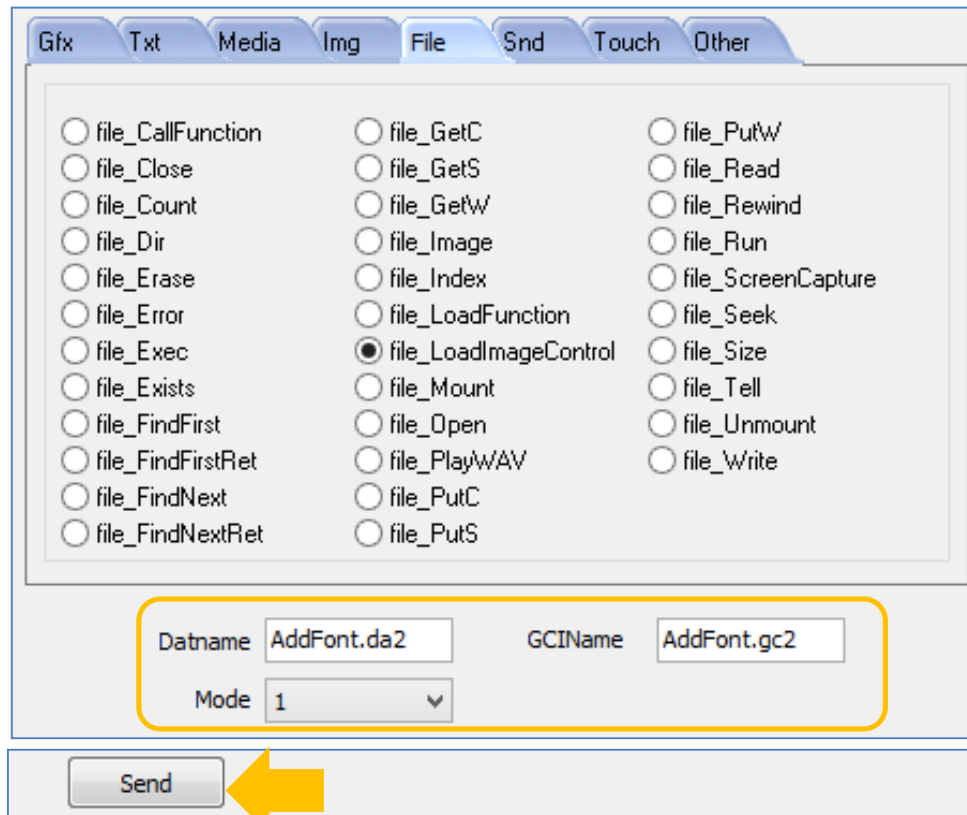 Gfx Txt Media Img File Snd Touch Other
file_CallFunction file_GetC file_PutW
file_Close file_GetS file_Read
file_Count file_GetW file_Rewind
file_Dir file_Image file_Run
file_Erase file_Index file_ScreenCapture
file_Error file_LoadFunction file_Seek
file_Exec file_LoadImageControl file_Size
file_Exists file_Mount file_Tell
file_FindFirst file_Open file_Unmount
file_FindFirstRet file_PlayWAV file_Write
file_FindNext file_PutC
file_FindNextRet file_PutS
Datname AddFont.da2 GCIName AddFont.gc2
Mode 1
Send